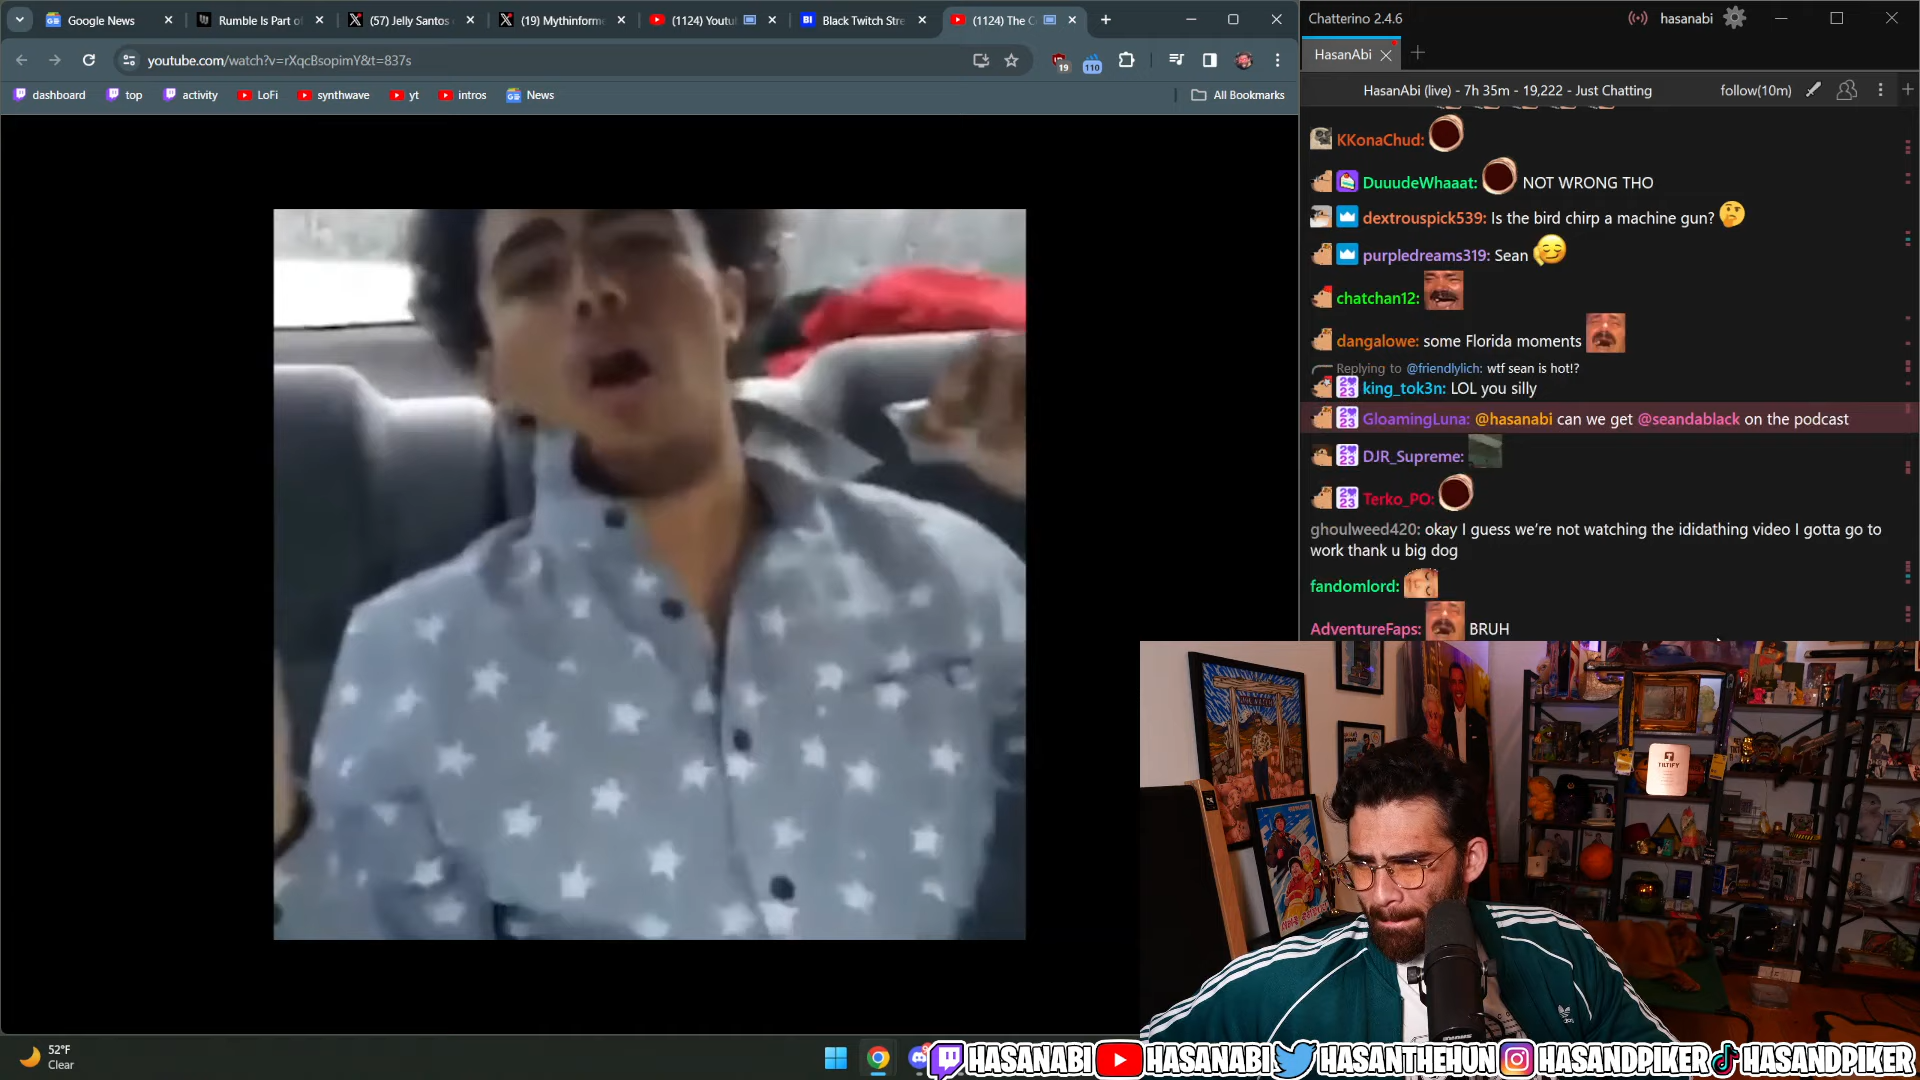 Google News
Rumble Is Part o
(57) Jelly Santos
(19) Mythinform
(1124) Youtu
Black Twitch Stre
(1124) The C
youtube.com/watch?v=rXqcBsopimY&t=837s
19
110
dashboard
top
activity
LoFi
synthwave
yt
intros
News
All Bookmarks
Chatterino 2.4.6
hasanabi
HasanAbi
HasanAbi (live) - 7h 35m - 19,222 - Just Chatting
follow(10m)
KKonaChud:
DuuudeWhaaat: NOT WRONG THO
dextrouspick539: Is the bird chirp a machine gun?
purpledreams319: Sean
chatchan12:
dangalowe: some Florida moments
Replying to @friendlylich: wtf sean is hot!?
king_tok3n: LOL you silly
GloamingLuna: @hasanabi can we get @seandablack on the podcast
DJR_Supreme:
Terko_PO:
ghoulweed420: okay I guess we're not watching the ididathing video I gotta go to
work thank u big dog
fandomlord:
AdventureFaps: BRUH
TILTIFY
52°F
Clear
HASANABI HASANABI HASANTHEHUN HASANDPIKER HASANDPIKER